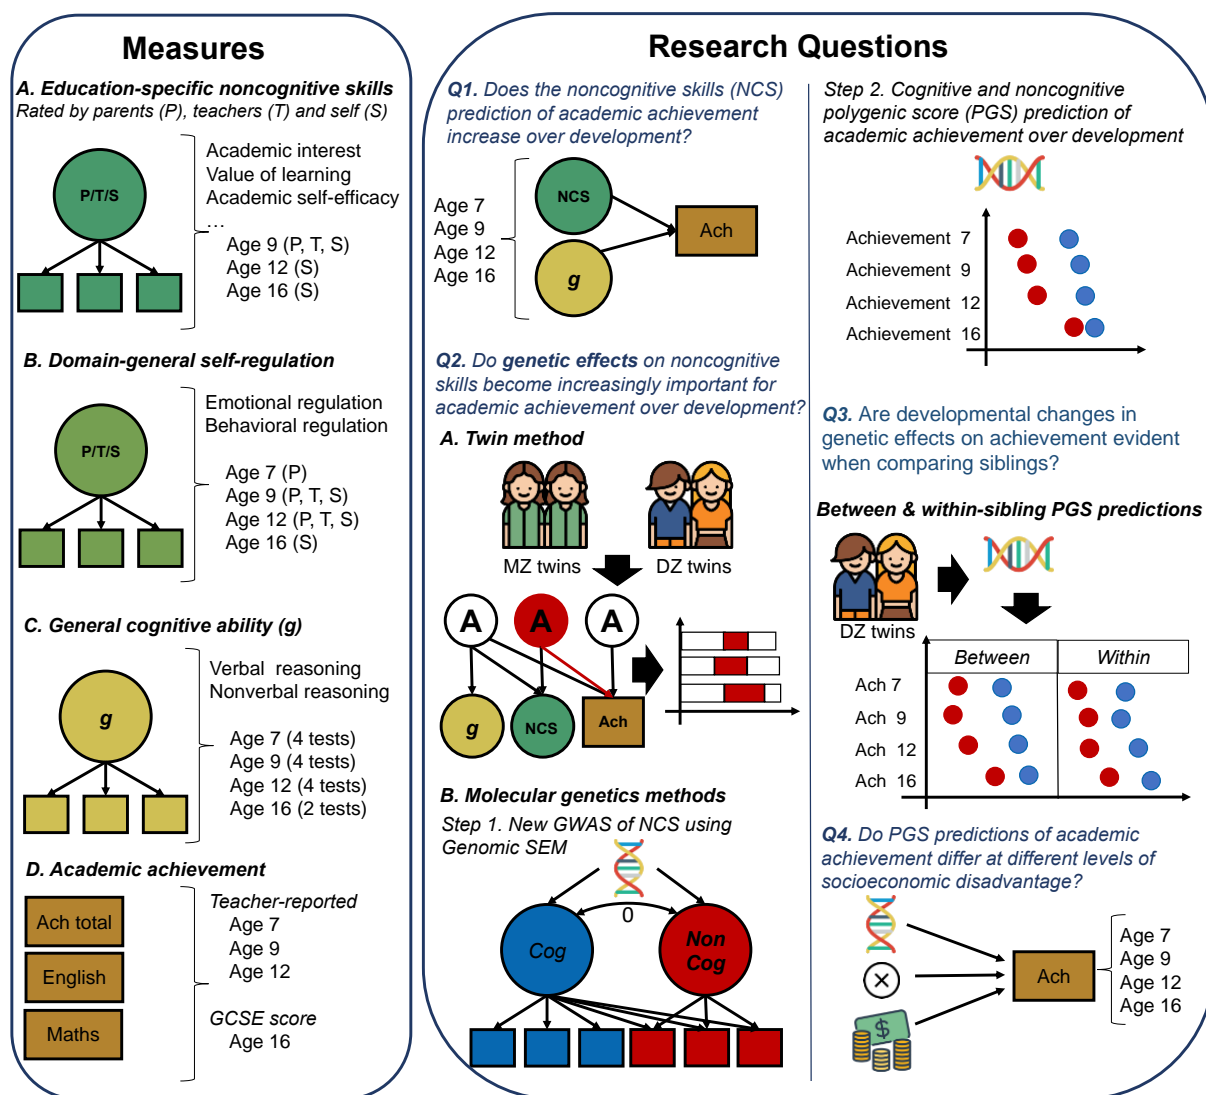 Measures
A. Education-specific noncognitive skills
Rated by parents (P), teachers (T) and self (S)
P/T/S
Academic interest
Value of learning
Academic self-efficacy
…
Age 9 (P, T, S)
Age 12 (S)
Age 16 (S)
B. Domain-general self-regulation
P/T/S
Emotional regulation
Behavioral regulation
Age 7 (P)
Age 9 (P, T, S)
Age 12 (P, T, S)
Age 16 (S)
C. General cognitive ability (g)
g
Verbal reasoning
Nonverbal reasoning
Age 7 (4 tests)
Age 9 (4 tests)
Age 12 (4 tests)
Age 16 (2 tests)
D. Academic achievement
Ach total
English
Maths
Teacher-reported
Age 7
Age 9
Age 12
GCSE score
Age 16
Research Questions
Q1. Does the noncognitive skills (NCS)
prediction of academic achievement
increase over development?
Age 7
Age 9
Age 12
Age 16
NCS
g
Ach
Q2. Do genetic effects on noncognitive
skills become increasingly important for
academic achievement over development?
A. Twin method
MZ twins
DZ twins
A
A
A
g
NCS
Ach
B. Molecular genetics methods
Step 1. New GWAS of NCS using
Genomic SEM
0
Cog
Non
Cog
Step 2. Cognitive and noncognitive
polygenic score (PGS) prediction of
academic achievement over development
Achievement 7
Achievement 9
Achievement 12
Achievement 16
Q3. Are developmental changes in
genetic effects on achievement evident
when comparing siblings?
Between & within-sibling PGS predictions
DZ twins
Between
Within
Ach 7
Ach 9
Ach 12
Ach 16
Q4. Do PGS predictions of academic
achievement differ at different levels of
socioeconomic disadvantage?
$
Ach
Age 7
Age 9
Age 12
Age 16